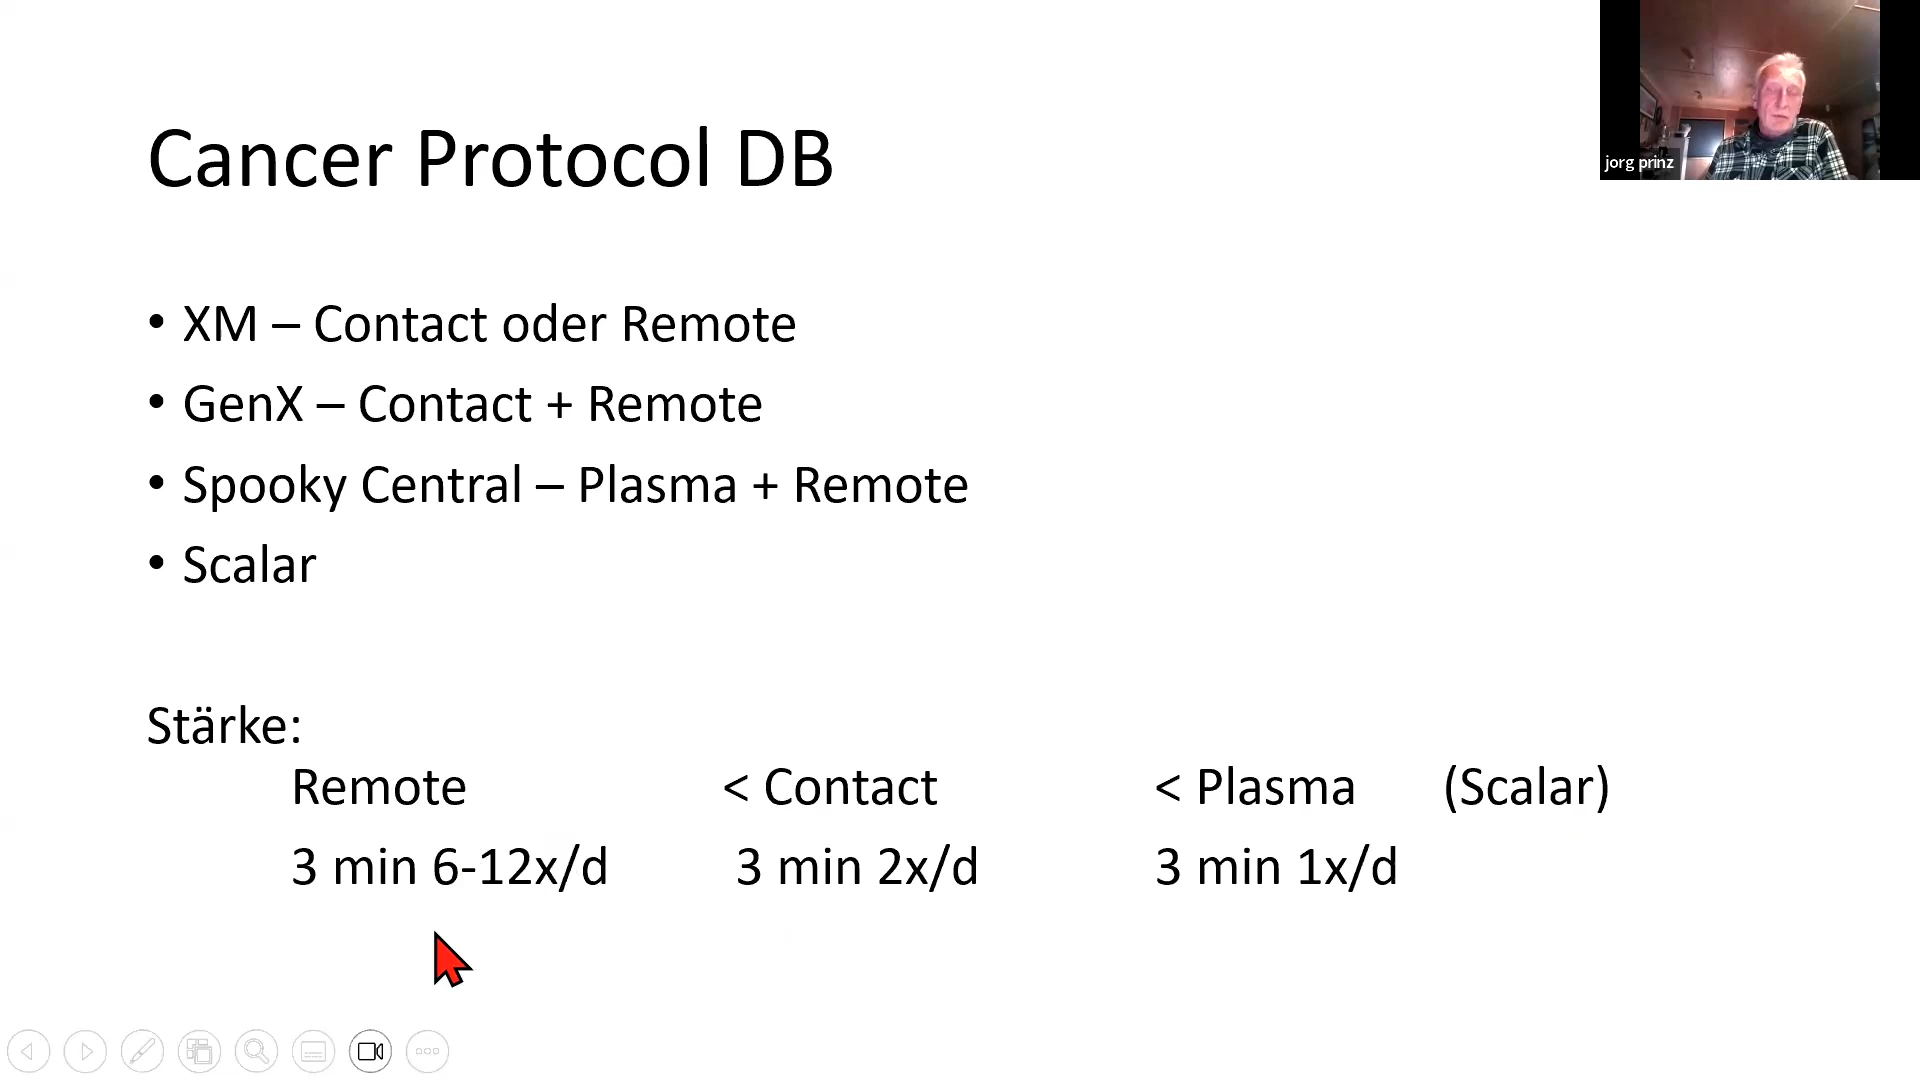 Cancer Protocol DB
jorg prinz
• XM – Contact oder Remote
• GenX – Contact + Remote
• Spooky Central – Plasma + Remote
• Scalar
Stärke:
Remote < Contact < Plasma (Scalar)
3 min 6-12x/d 3 min 2x/d 3 min 1x/d